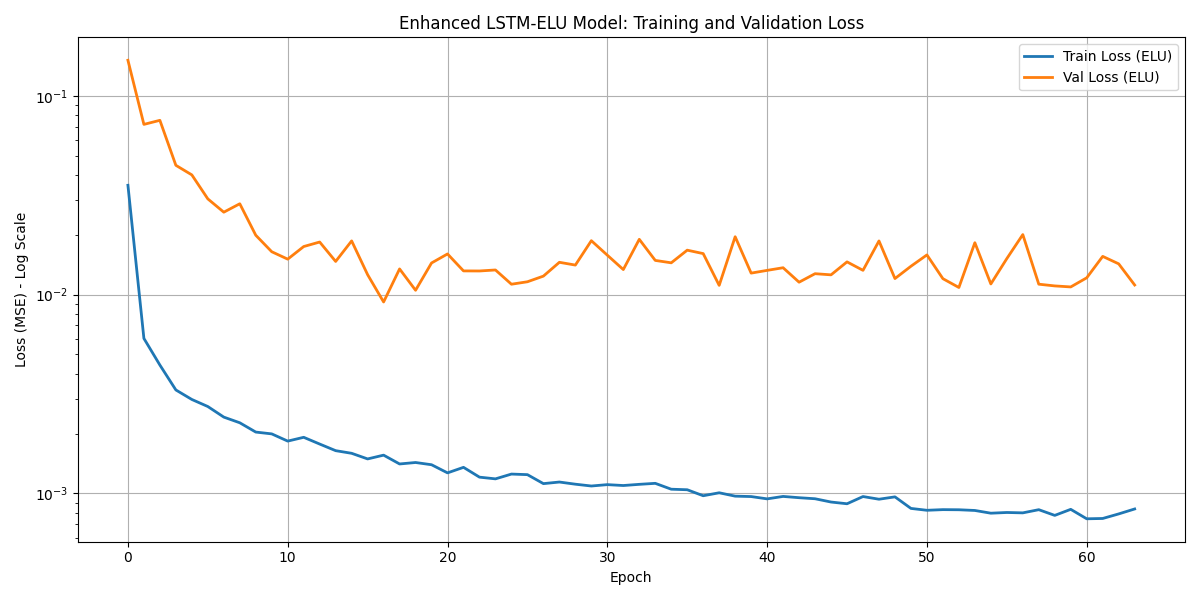 Enhanced LSTM-ELU Model: Training and Validation Loss
Train Loss (ELU)
Val Loss (ELU)
Loss (MSE) - Log Scale
10⁻¹
10⁻²
10⁻³
0 10 20 30 40 50 60
Epoch